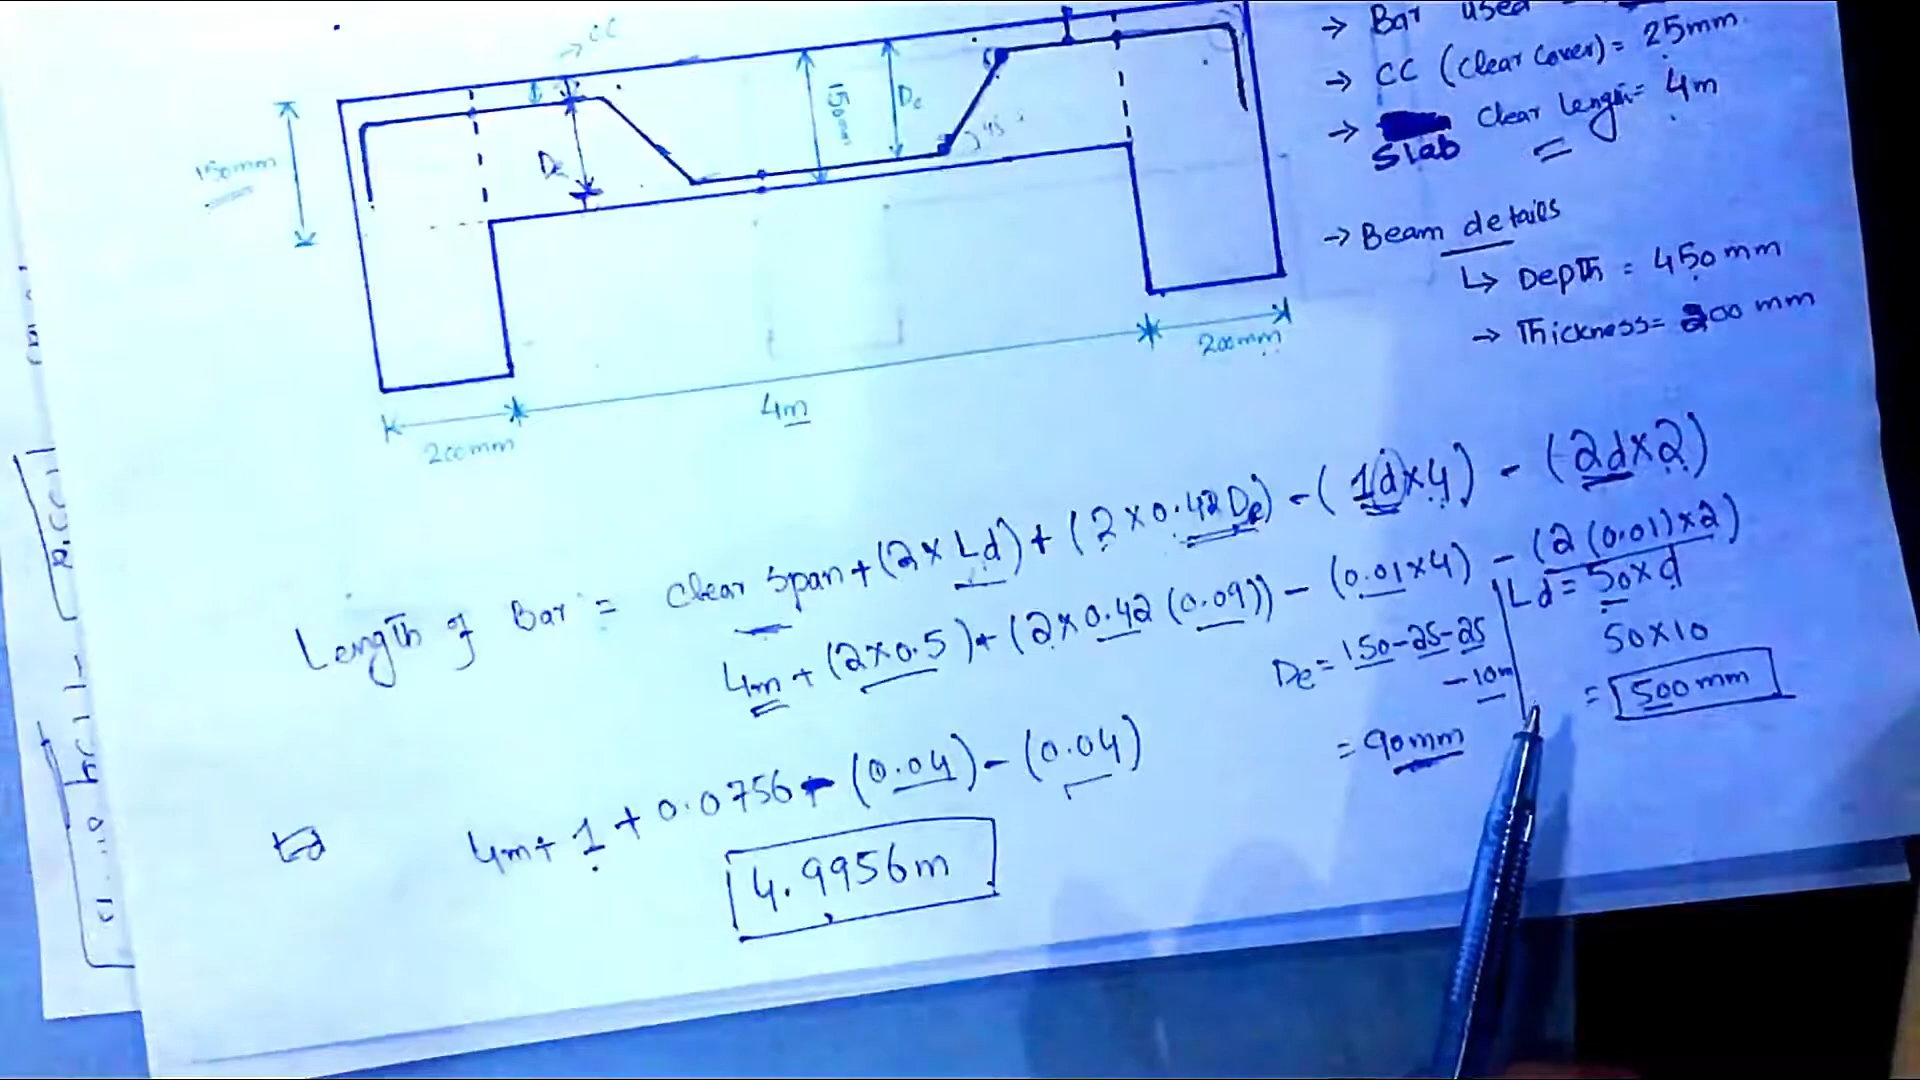 → Bar used
→ CC (Clear Cover) = 25mm
→ Slab Clear Length = 4m
→ Beam details
↳ Depth = 450mm
→ Thickness = 200 mm
→ CC
150mm
De
150mm
De
45
200mm
4m
200mm
Length of Bar = Clear Span + (2 × Ld) + (2 × 0.42 De) - (1d×4) - (2d×2)
4m + (2×0.5) + (2×0.42 (0.09)) - (0.01×4) - (2 (0.01)×2)
De = 150-25-25
-10m
= 90mm
Ld = 50×d
50×10
= 500mm
4m + 1 + 0.0756 - (0.04) - (0.04)
4.9956m